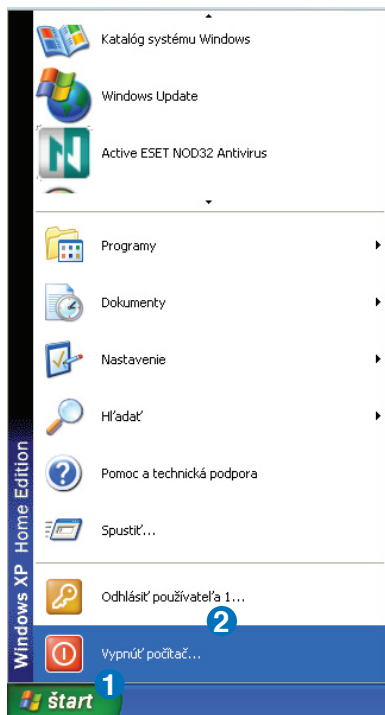 Katalóg systému Windows
Windows Update
Active ESET NOD32 Antivirus
Programy
Dokumenty
Nastavenie
Hľadať
Pomoc a technická podpora
Spustiť...
Odhlásiť používateľa 1...
2
Vypnúť počítač...
Windows XP Home Edition
1
štart